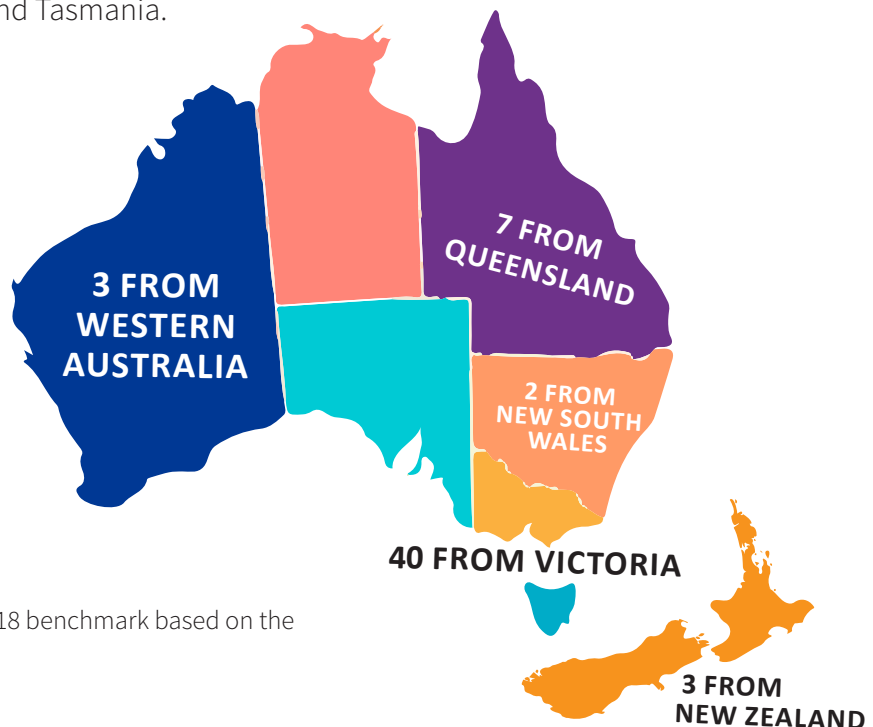 nd Tasmania.
3 FROM
WESTERN
AUSTRALIA
7 FROM
QUEENSLAND
2 FROM
NEW SOUTH
WALES
40 FROM VICTORIA
18 benchmark based on the
3 FROM
NEW ZEALAND